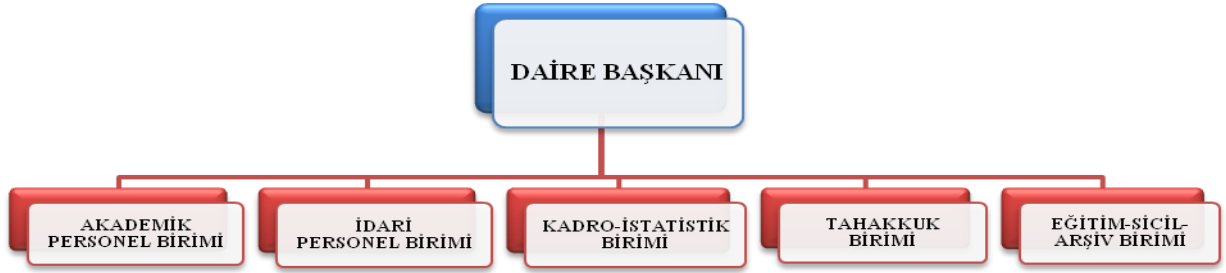 DAİRE BAŞKANI
AKADEMİK
PERSONEL BİRİMİ
İDARİ
PERSONEL BİRİMİ
KADRO-İSTATİSTİK
BİRİMİ
TAHAKKUK
BİRİMİ
EĞİTİM-SİCİL-
ARŞİV BİRİMİ